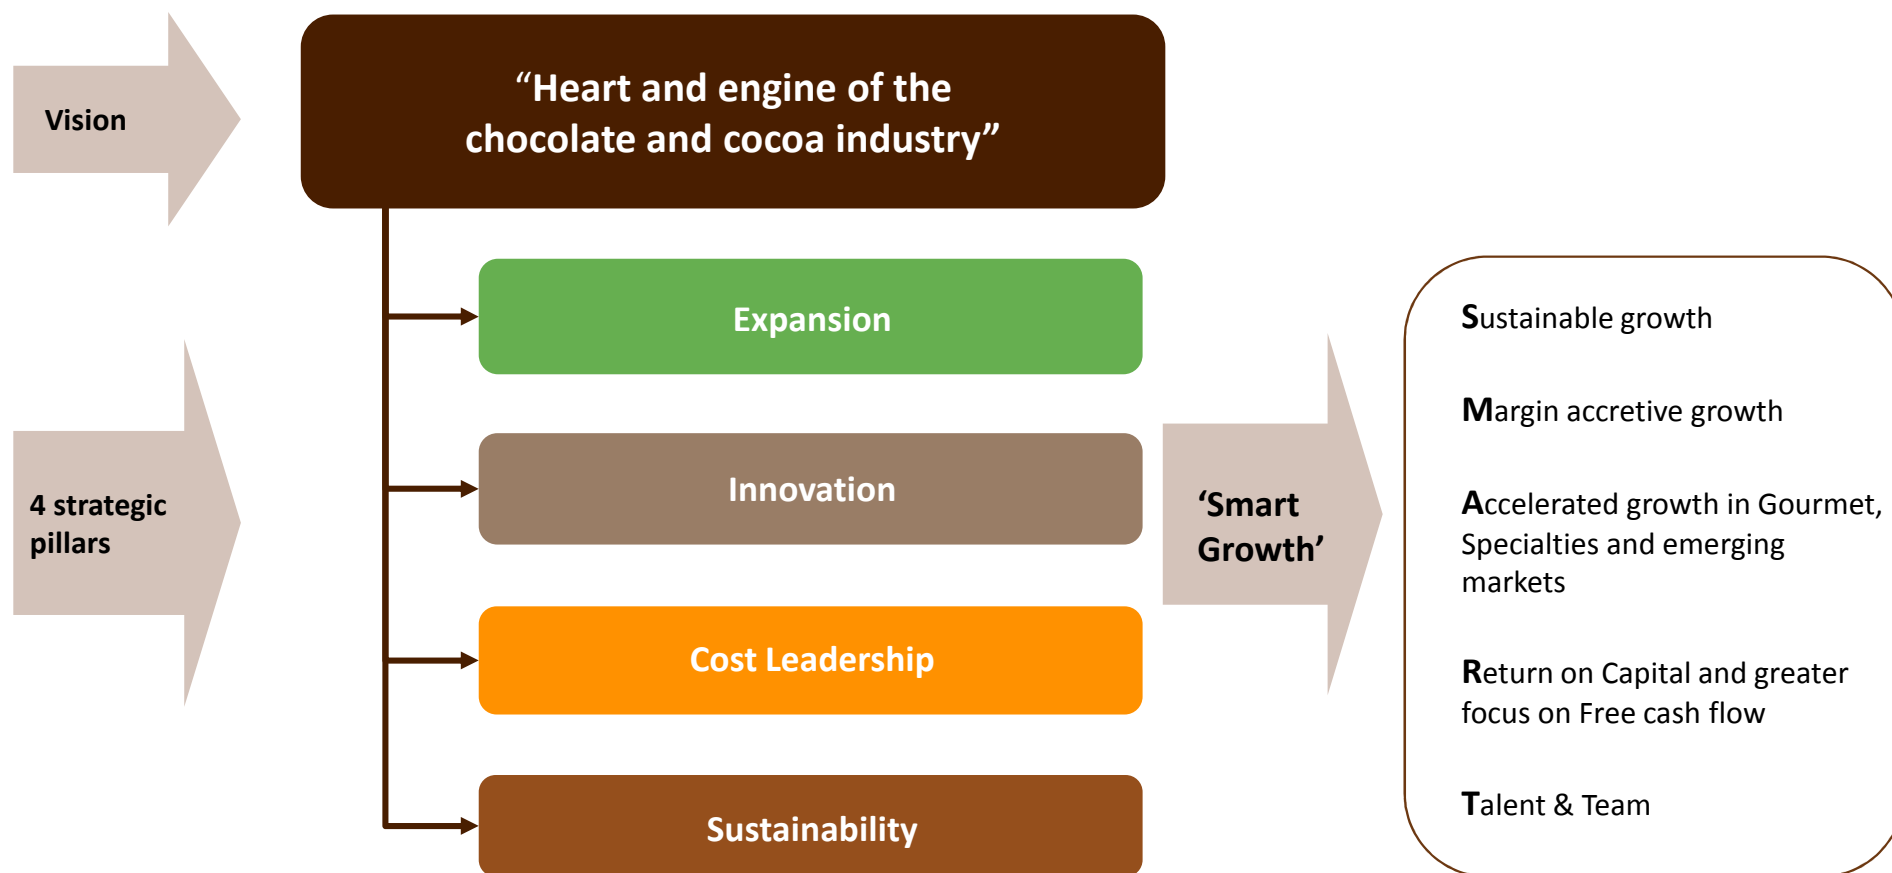 Vision
“Heart and engine of the
chocolate and cocoa industry”
4 strategic
pillars
Expansion
Innovation
Cost Leadership
Sustainability
‘Smart
Growth’
Sustainable growth
Margin accretive growth
Accelerated growth in Gourmet,
Specialties and emerging
markets
Return on Capital and greater
focus on Free cash flow
Talent & Team